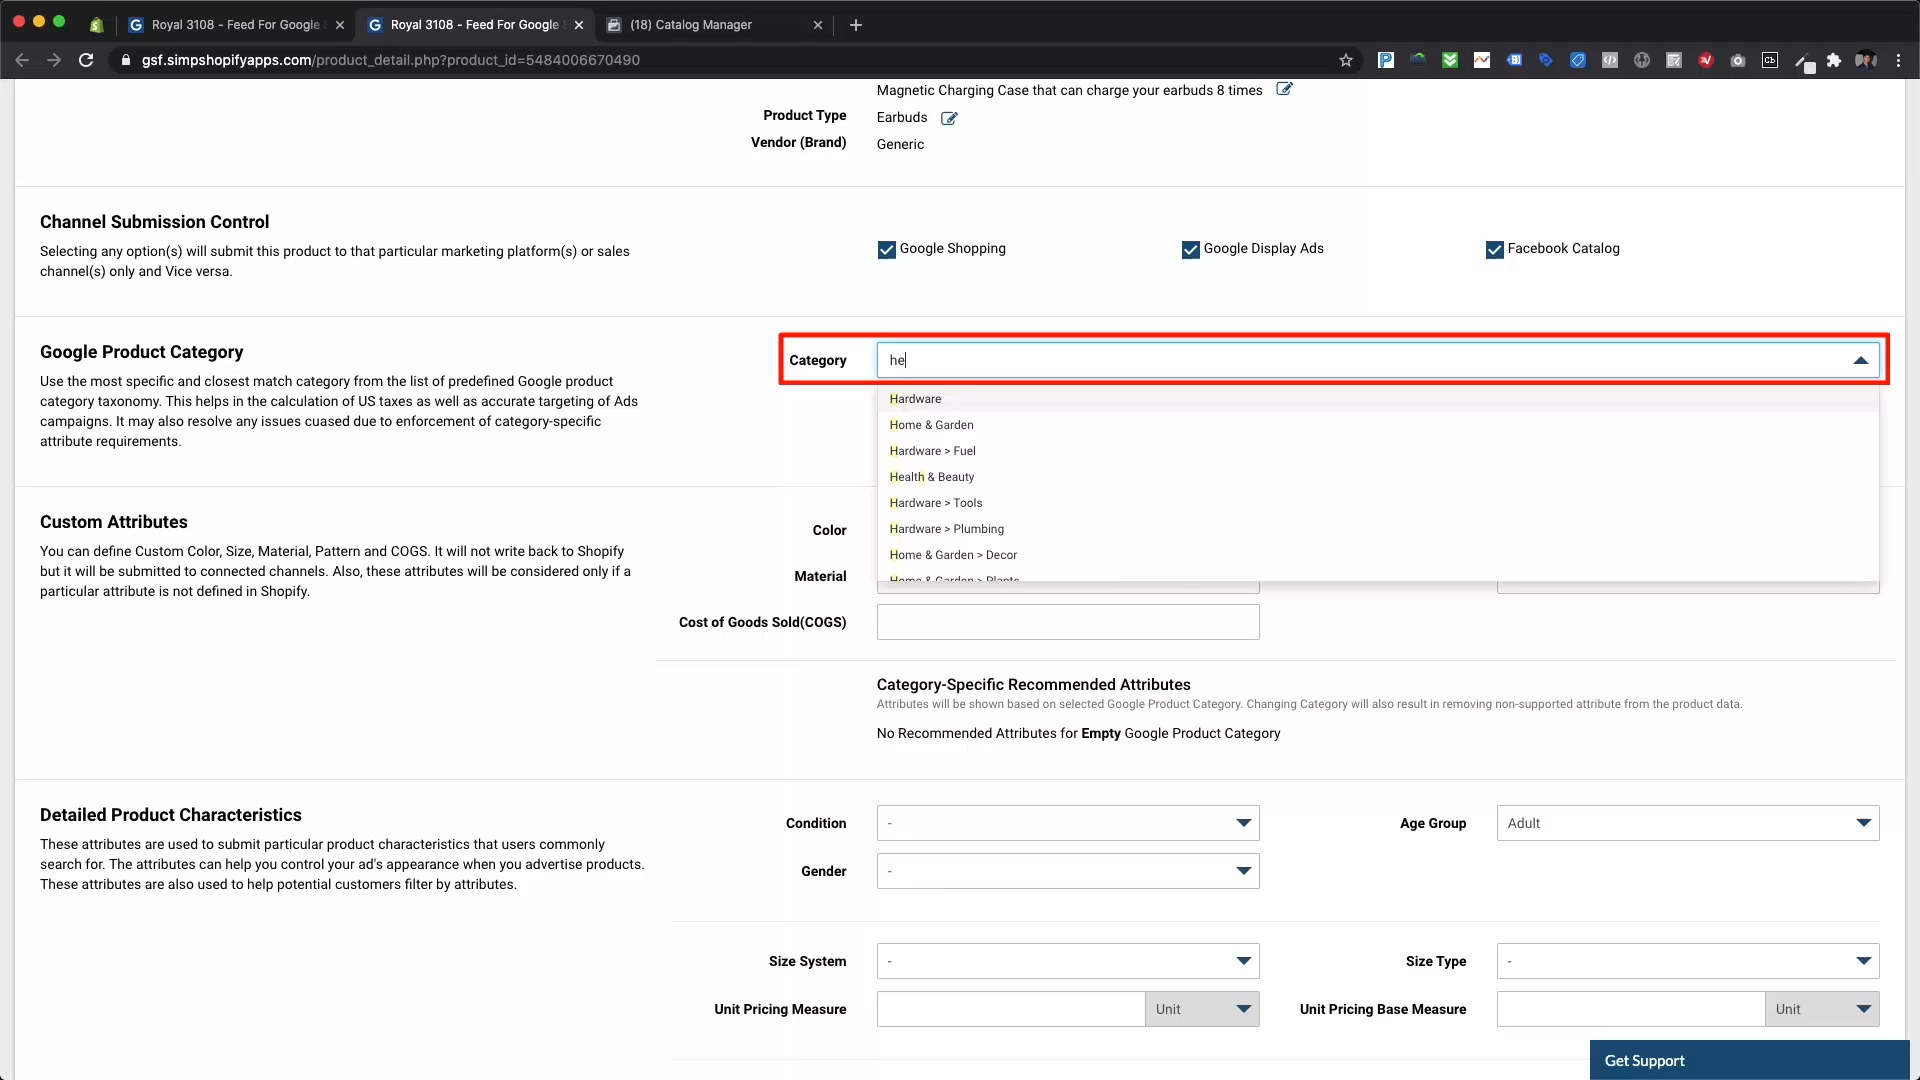 Royal 3108 - Feed For Google
Royal 3108 - Feed For Google
(18) Catalog Manager
gsf.simpshopifyapps.com/product_detail.php?product_id=5484006670490
Magnetic Charging Case that can charge your earbuds 8 times
Product Type
Earbuds
Vendor (Brand)
Generic
Channel Submission Control
Selecting any option(s) will submit this product to that particular marketing platform(s) or sales
channel(s) only and Vice versa.
Google Shopping
Google Display Ads
Facebook Catalog
Google Product Category
Use the most specific and closest match category from the list of predefined Google product
category taxonomy. This helps in the calculation of US taxes as well as accurate targeting of Ads
campaigns. It may also resolve any issues cuased due to enforcement of category-specific
attribute requirements.
Category
he
Hardware
Home & Garden
Hardware > Fuel
Health & Beauty
Hardware > Tools
Hardware > Plumbing
Home & Garden > Decor
Home & Garden > Plants
Custom Attributes
You can define Custom Color, Size, Material, Pattern and COGS. It will not write back to Shopify
but it will be submitted to connected channels. Also, these attributes will be considered only if a
particular attribute is not defined in Shopify.
Color
Material
Cost of Goods Sold(COGS)
Category-Specific Recommended Attributes
Attributes will be shown based on selected Google Product Category. Changing Category will also result in removing non-supported attribute from the product data.
No Recommended Attributes for Empty Google Product Category
Detailed Product Characteristics
These attributes are used to submit particular product characteristics that users commonly
search for. The attributes can help you control your ad's appearance when you advertise products.
These attributes are also used to help potential customers filter by attributes.
Condition
-
Age Group
Adult
Gender
-
Size System
-
Size Type
-
Unit Pricing Measure
Unit
Unit Pricing Base Measure
Unit
Get Support